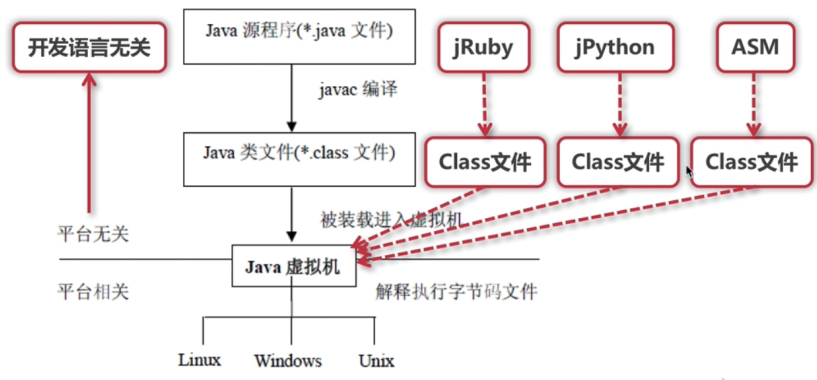 开发语言无关
Java 源程序(*.java 文件)
jRuby
jPython
ASM
javac 编译
Java 类文件(*.class 文件)
Class文件
Class文件
Class文件
被装载进入虚拟机
平台无关
Java 虚拟机
平台相关
解释执行字节码文件
Linux
Windows
Unix